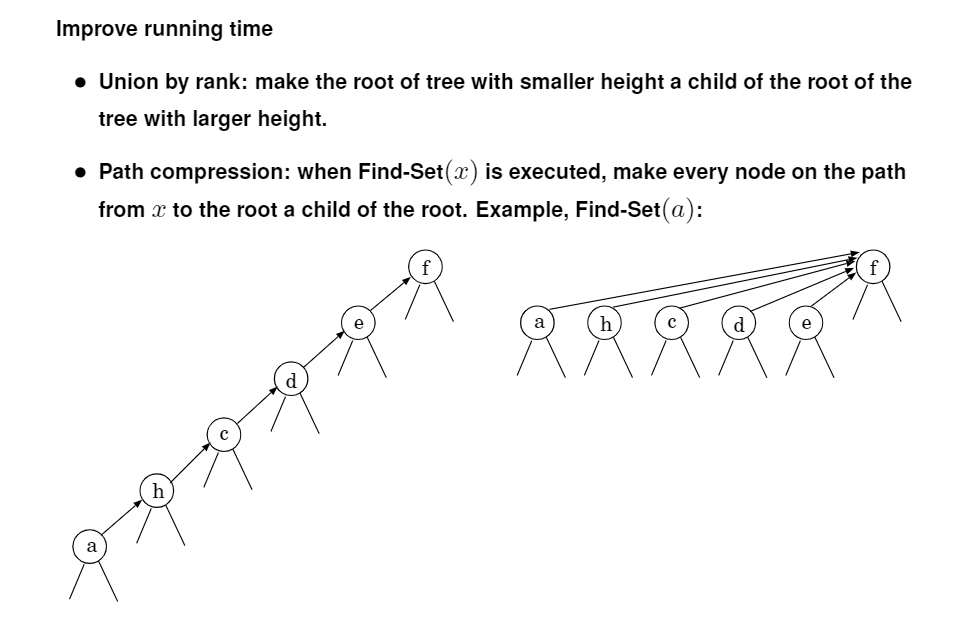 Improve running time
• Union by rank: make the root of tree with smaller height a child of the root of the
tree with larger height.
• Path compression: when Find-Set(x) is executed, make every node on the path
from x to the root a child of the root. Example, Find-Set(a):
f
e
d
c
h
a
f
a h c d e